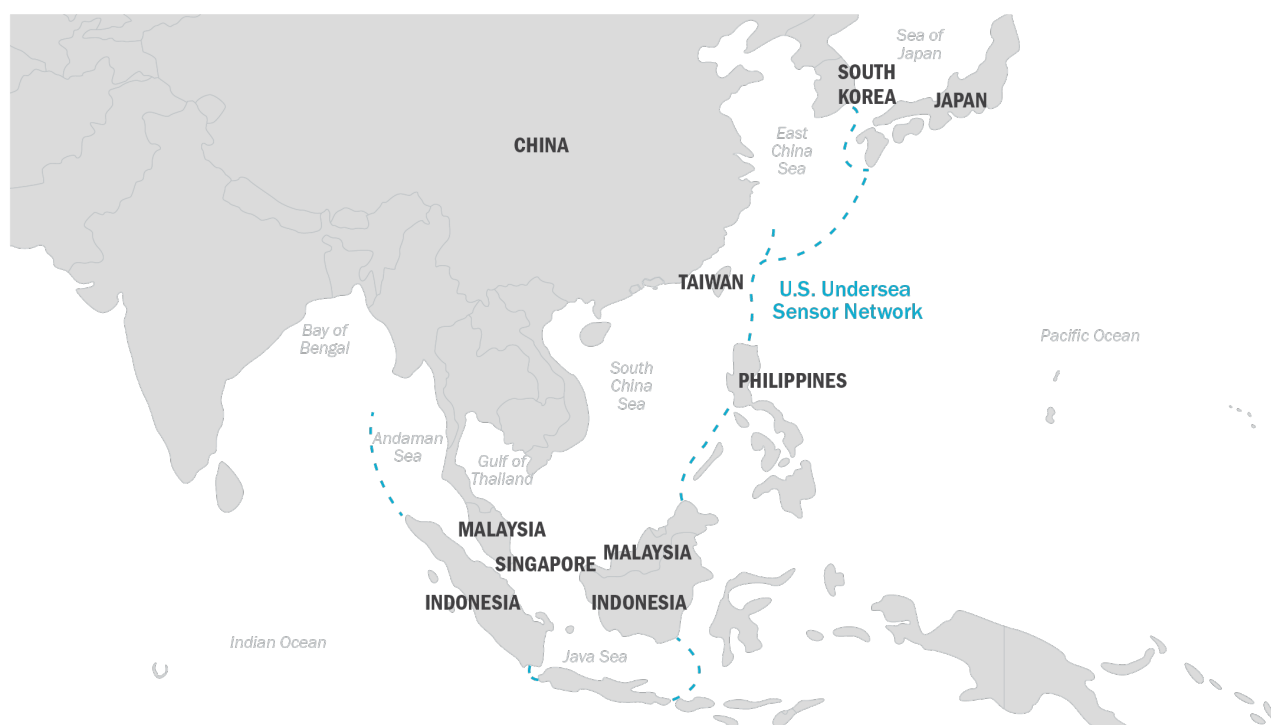 Sea of
Japan
SOUTH
KOREA
JAPAN
East
China
Sea
CHINA
TAIWAN
U.S. Undersea
Sensor Network
Bay of
Bengal
Pacific Ocean
South
China
Sea
PHILIPPINES
Andaman
Sea
Gulf of
Thailand
MALAYSIA
SINGAPORE
MALAYSIA
INDONESIA
INDONESIA
Indian Ocean
Java Sea